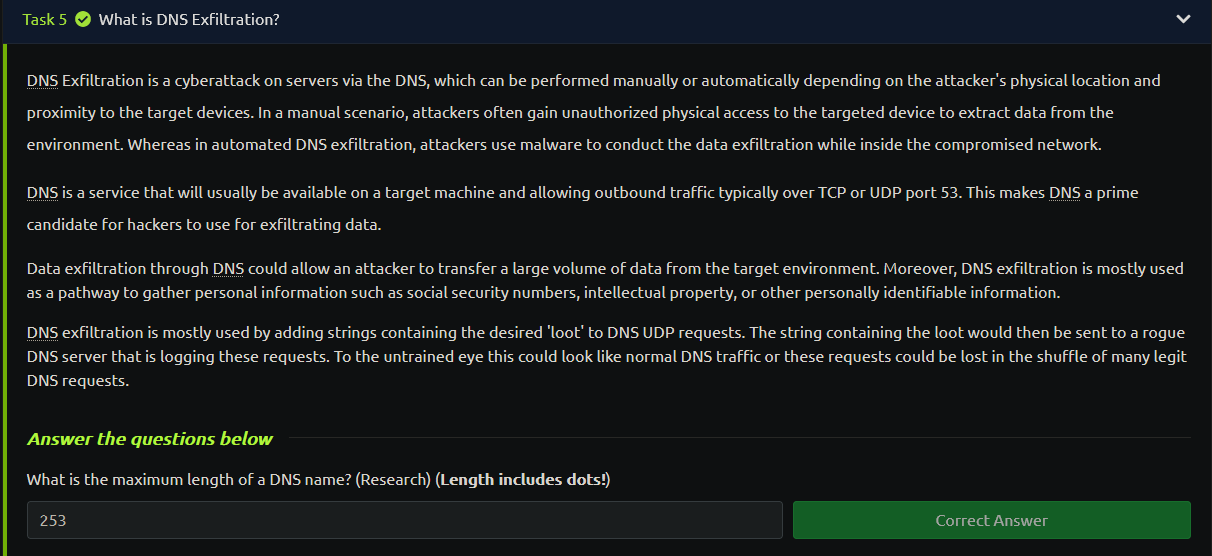 Task 5 What is DNS Exfiltration?
DNS Exfiltration is a cyberattack on servers via the DNS, which can be performed manually or automatically depending on the attacker's physical location and
proximity to the target devices. In a manual scenario, attackers often gain unauthorized physical access to the targeted device to extract data from the
environment. Whereas in automated DNS exfiltration, attackers use malware to conduct the data exfiltration while inside the compromised network.
DNS is a service that will usually be available on a target machine and allowing outbound traffic typically over TCP or UDP port 53. This makes DNS a prime
candidate for hackers to use for exfiltrating data.
Data exfiltration through DNS could allow an attacker to transfer a large volume of data from the target environment. Moreover, DNS exfiltration is mostly used
as a pathway to gather personal information such as social security numbers, intellectual property, or other personally identifiable information.
DNS exfiltration is mostly used by adding strings containing the desired 'loot' to DNS UDP requests. The string containing the loot would then be sent to a rogue
DNS server that is logging these requests. To the untrained eye this could look like normal DNS traffic or these requests could be lost in the shuffle of many legit
DNS requests.
Answer the questions below
What is the maximum length of a DNS name? (Research) (Length includes dots!)
253
Correct Answer